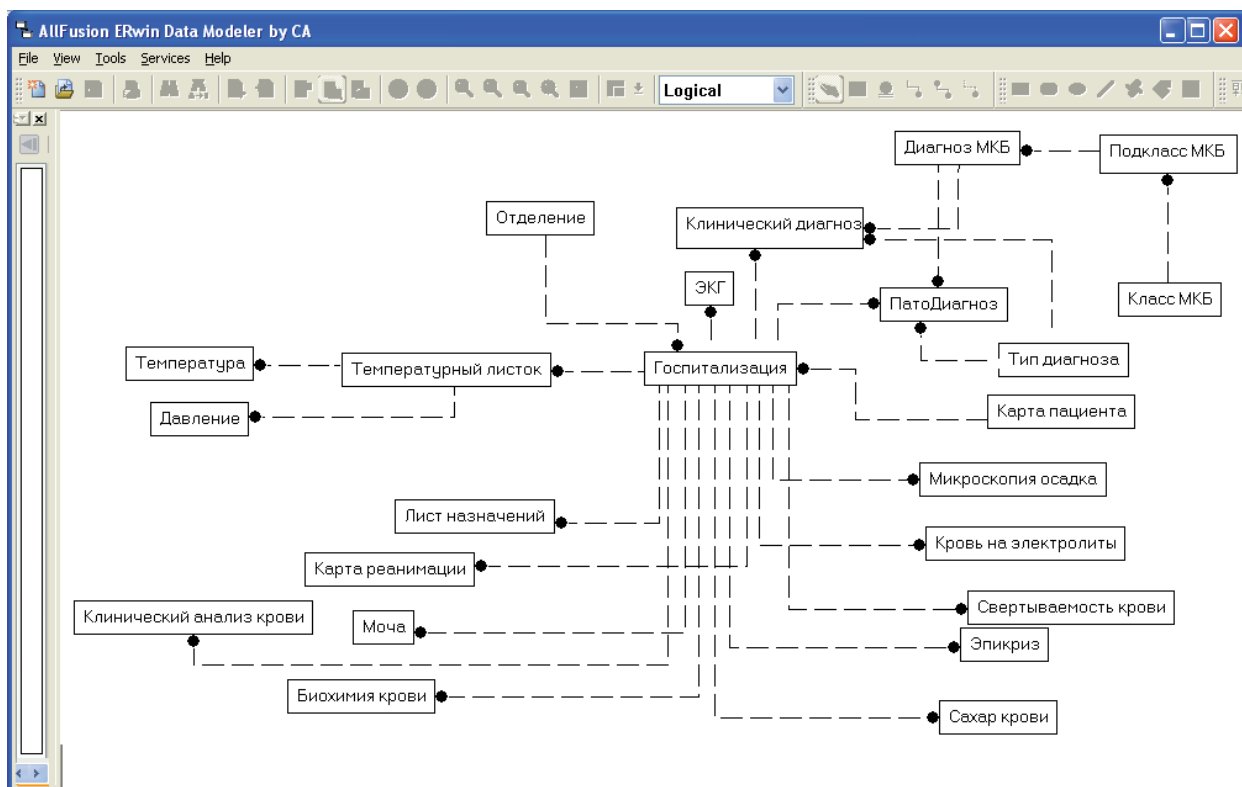 AllFusion ERwin Data Modeler by CA
File View Tools Services Help
Logical
Диагноз МКБ
Подкласс МКБ
Отделение
Клинический диагноз
ЭКГ
ПатоДиагноз
Класс МКБ
Температура
Температурный листок
Госпитализация
Тип диагноза
Давление
Карта пациента
Микроскопия осадка
Лист назначений
Кровь на электролиты
Карта реанимации
Клинический анализ крови
Моча
Свертываемость крови
Эпикриз
Биохимия крови
Сахар крови